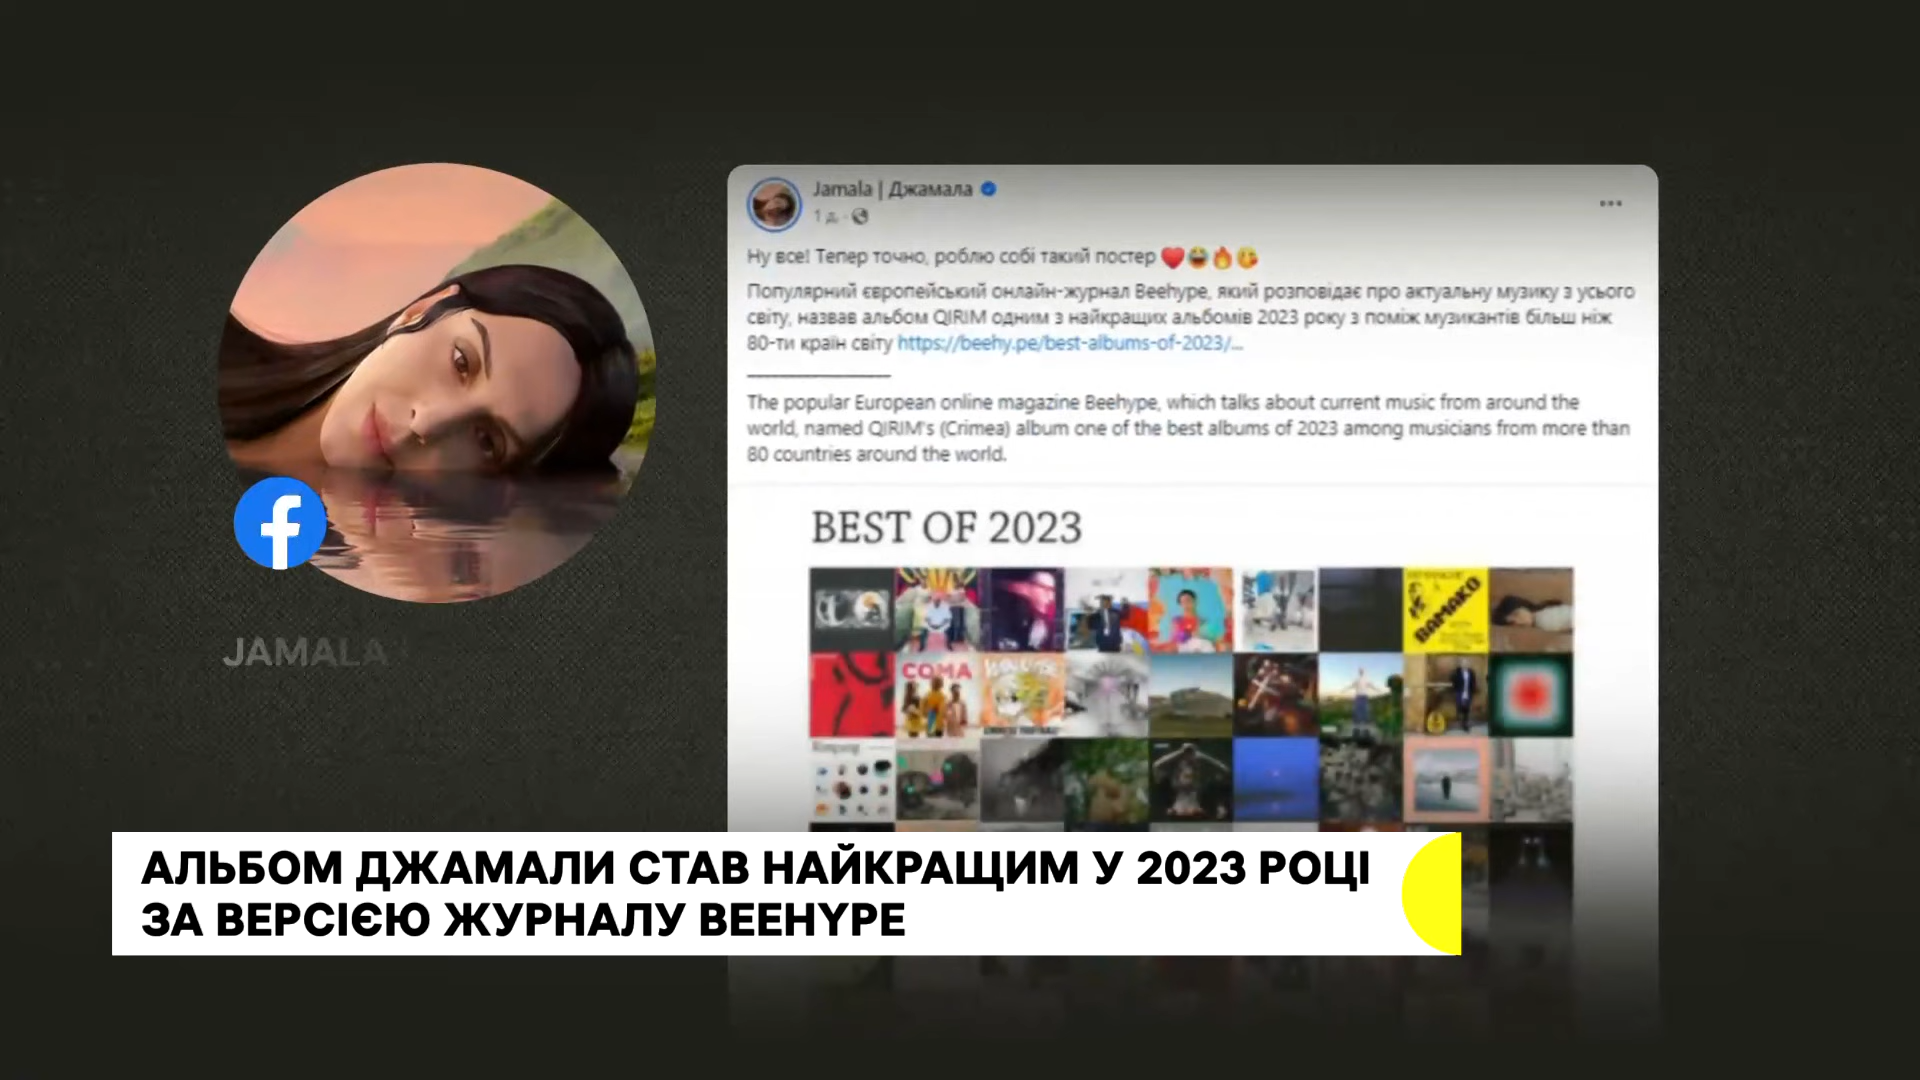 Jamala | Джамала
1 д. ·
Ну все! Тепер точно, роблю собі такий постер
Популярний європейський онлайн-журнал Beehype, який розповідає про актуальну музику з усього
світу, назвав альбом QIRIM одним з найкращих альбомів 2023 року з поміж музикантів більш ніж
80-ти країн світу https://beehy.pe/best-albums-of-2023/...
The popular European online magazine Beehype, which talks about current music from around the
world, named QIRIM's (Crimea) album one of the best albums of 2023 among musicians from more than
80 countries around the world.
BEST OF 2023
BAMAKO
COMA
JAMALA
АЛЬБОМ ДЖАМАЛИ СТАВ НАЙКРАЩИМ У 2023 РОЦІ
ЗА ВЕРСІЄЮ ЖУРНАЛУ BEEHYPE